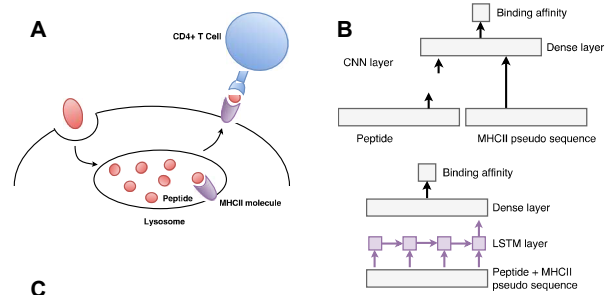 A
CD4+ T Cell
Peptide
MHCII molecule
Lysosome
B
Binding affinity
Dense layer
CNN layer
Peptide
MHCII pseudo sequence
Binding affinity
Dense layer
LSTM layer
Peptide + MHCII
pseudo sequence
C